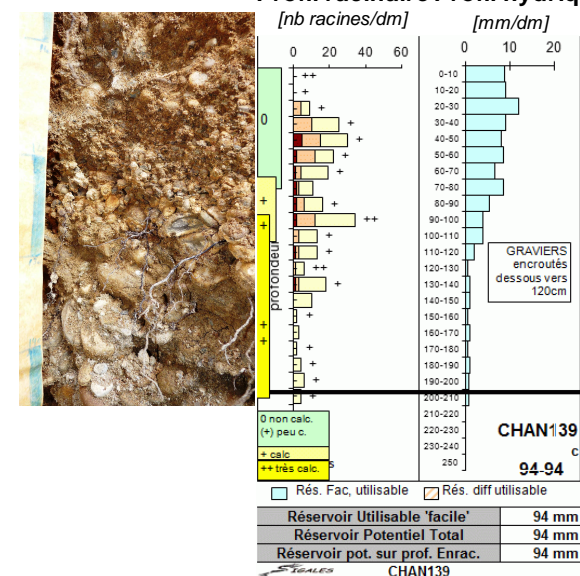 [nb racines/dm] [mm/dm]
0 20 40 60
0 10 20
0-10
10-20
20-30
30-40
40-50
50-60
60-70
70-80
80-90
90-100
100-110
110-120
120-130
130-140
140-150
150-160
160-170
170-180
180-190
190-200
200-210
210-220
220-230
230-240
250
++
+
+
+
+
+
+
+
++
+
+
++
+
+
+
+
+
+
+
0
+
+
+
+
profondeur
GRAVIERS
encroutés
dessous vers
120cm
0 non calc.
(+) peu c.
+ calc
++ très calc.
s
CHAN139
c
94-94
Rés. Fac, utilisable Rés. diff utilisable
Réservoir Utilisable 'facile' 94 mm
Réservoir Potentiel Total 94 mm
Réservoir pot. sur prof. Enrac. 94 mm
SIGALES CHAN139